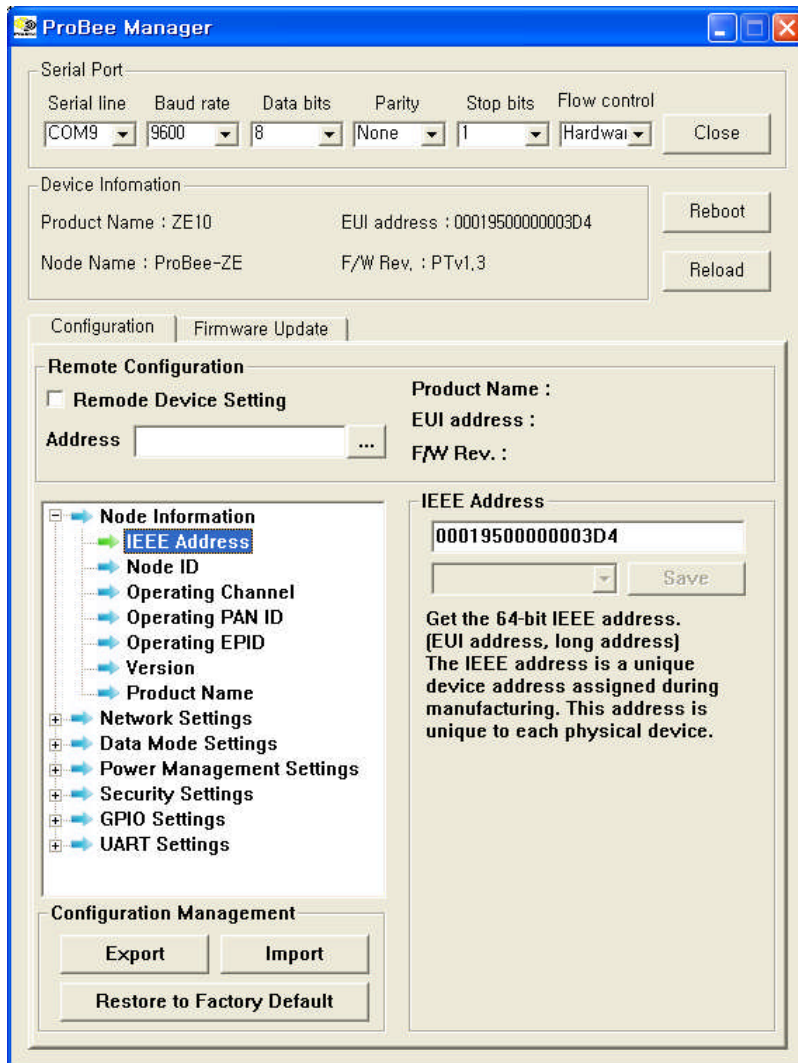 ProBee Manager
Serial Port
Serial line Baud rate Data bits Parity Stop bits Flow control
COM9 9600 8 None 1 Hardwar Close
Device Infomation
Product Name : ZE10 EUI address : 00019500000003D4 Reboot
Node Name : ProBee-ZE F/W Rev. : PTv1.3 Reload
Configuration Firmware Update
Remote Configuration
Remode Device Setting Product Name :
EUI address :
Address ... F/W Rev. :
Node Information
IEEE Address
Node ID
Operating Channel
Operating PAN ID
Operating EPID
Version
Product Name
Network Settings
Data Mode Settings
Power Management Settings
Security Settings
GPIO Settings
UART Settings
IEEE Address
00019500000003D4
Save
Get the 64-bit IEEE address.
(EUI address, long address)
The IEEE address is a unique
device address assigned during
manufacturing. This address is
unique to each physical device.
Configuration Management
Export Import
Restore to Factory Default